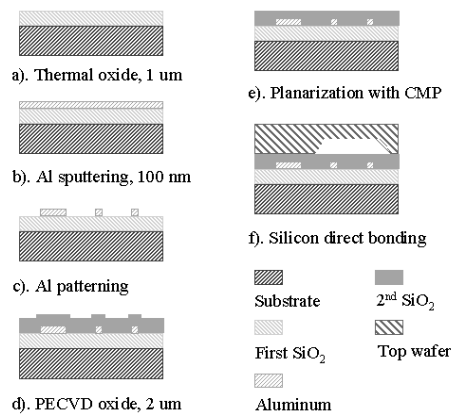 a). Thermal oxide, 1 um
b). Al sputtering, 100 nm
c). Al patterning
d). PECVD oxide, 2 um
e). Planarization with CMP
f). Silicon direct bonding
Substrate
2nd SiO2
First SiO2
Top wafer
Aluminum